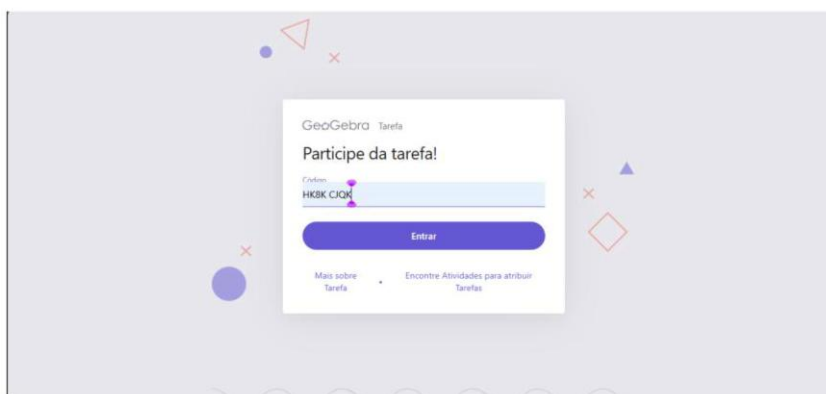 GeoGebra Tarefa
Participe da tarefa!
Código
HK8K CJQK
Entrar
Mais sobre
Tarefa
•
Encontre Atividades para atribuir
Tarefas